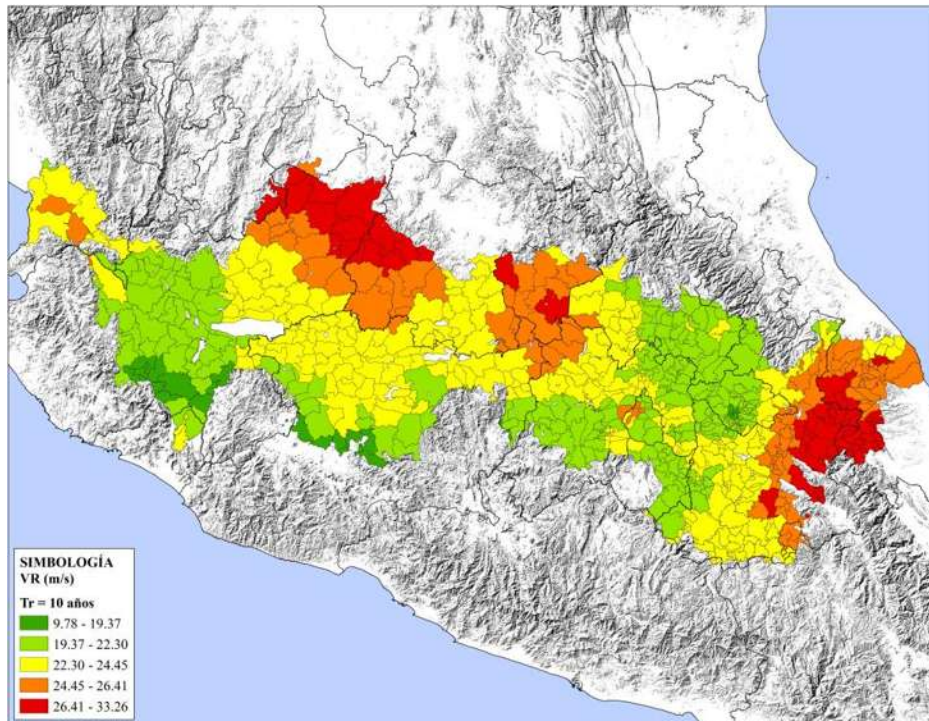 SIMBOLOGÍA
VR (m/s)
Tr = 10 años
9.78 - 19.37
19.37 - 22.30
22.30 - 24.45
24.45 - 26.41
26.41 - 33.26